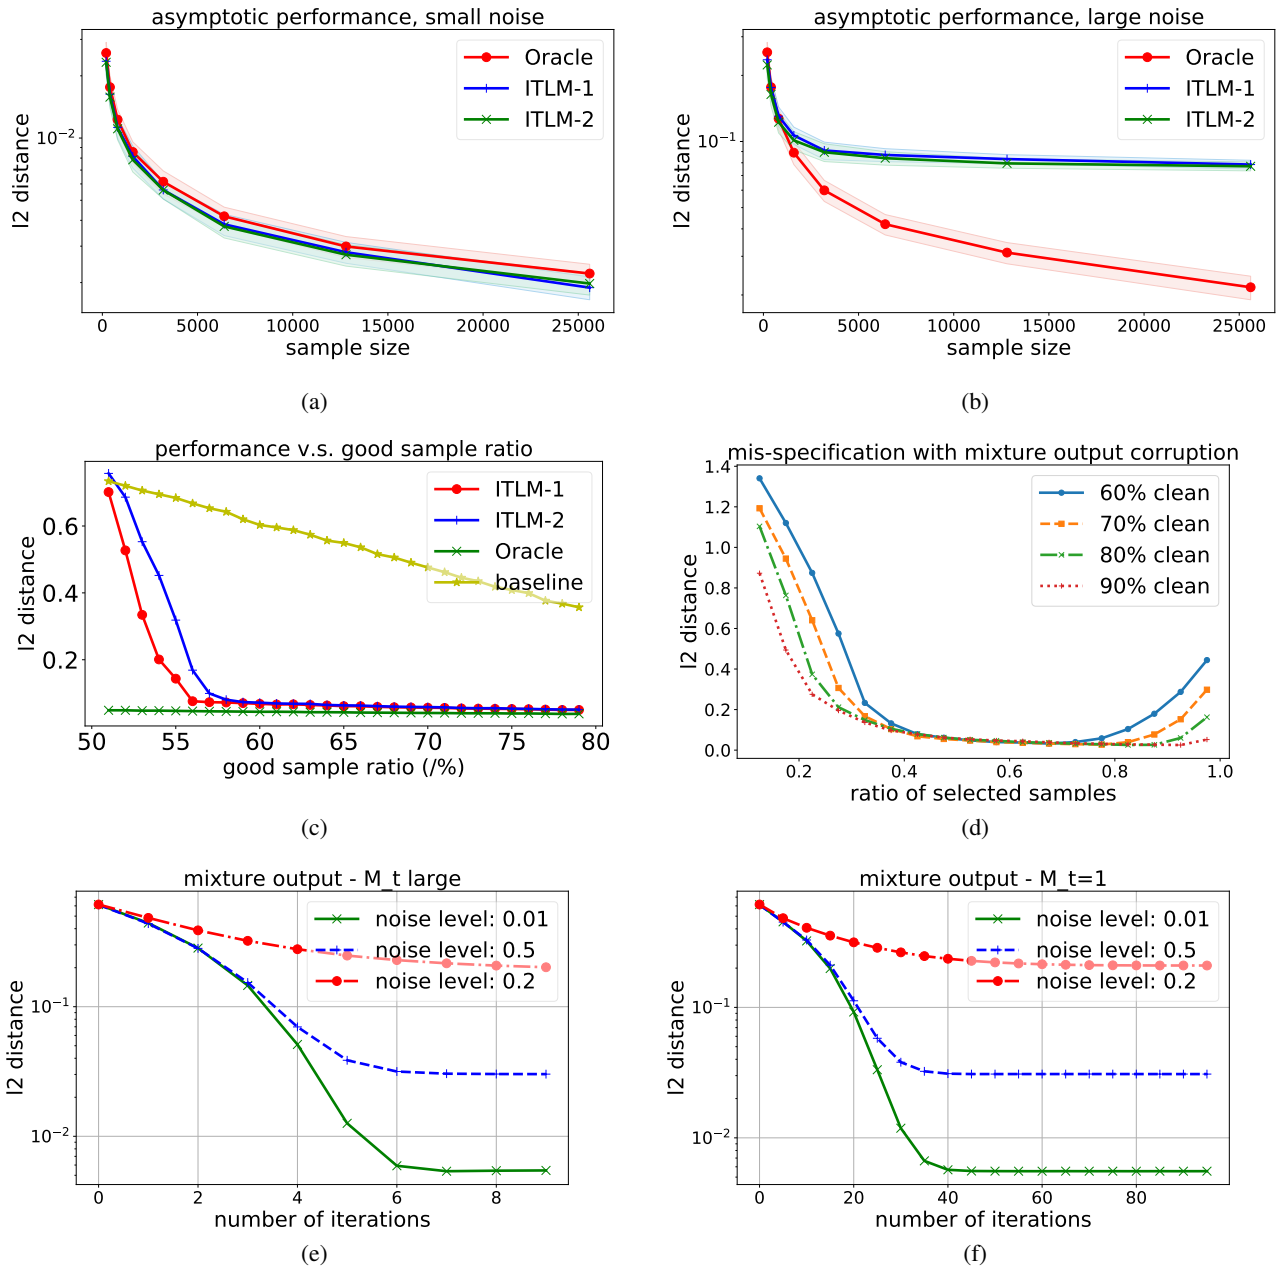 asymptotic performance, small noise
Oracle
ITLM-1
ITLM-2
10⁻²
l2 distance
0 5000 10000 15000 20000 25000
sample size
(a)
asymptotic performance, large noise
Oracle
ITLM-1
ITLM-2
10⁻¹
l2 distance
0 5000 10000 15000 20000 25000
sample size
(b)
performance v.s. good sample ratio
ITLM-1
ITLM-2
Oracle
baseline
0.6
0.4
0.2
l2 distance
50 55 60 65 70 75 80
good sample ratio (/%)
(c)
mis-specification with mixture output corruption
60% clean
70% clean
80% clean
90% clean
1.4
1.2
1.0
0.8
0.6
0.4
0.2
0.0
l2 distance
0.2 0.4 0.6 0.8 1.0
ratio of selected samples
(d)
mixture output - M_t large
noise level: 0.01
noise level: 0.5
noise level: 0.2
10⁻¹
10⁻²
l2 distance
0 2 4 6 8
number of iterations
(e)
mixture output - M_t=1
noise level: 0.01
noise level: 0.5
noise level: 0.2
10⁻¹
10⁻²
l2 distance
0 20 40 60 80
number of iterations
(f)